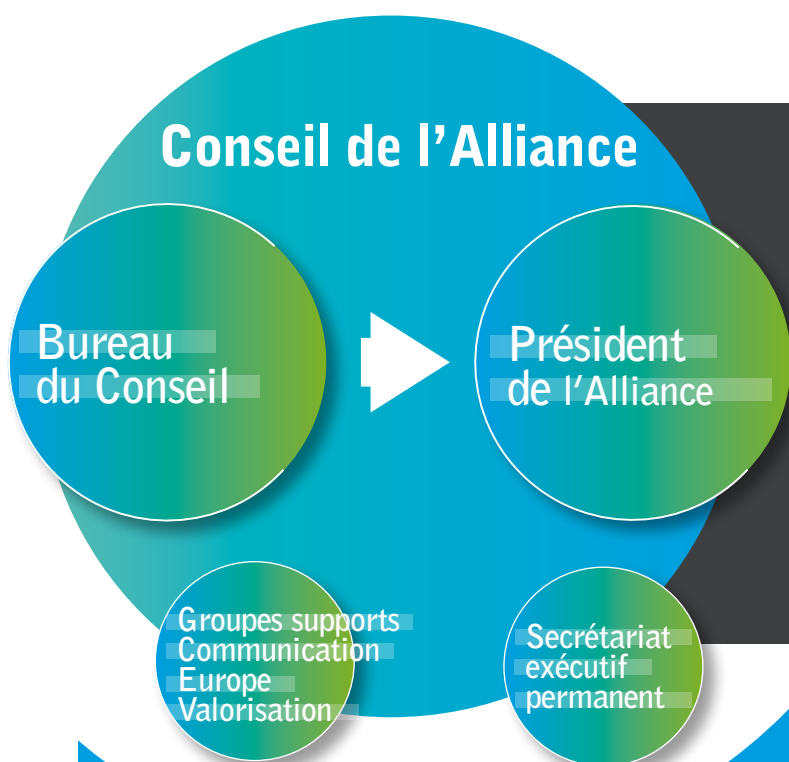 Conseil de l'Alliance
Bureau
du Conseil
Président
de l'Alliance
Groupes supports
Communication
Europe
Valorisation
Secrétariat
exécutif
permanent